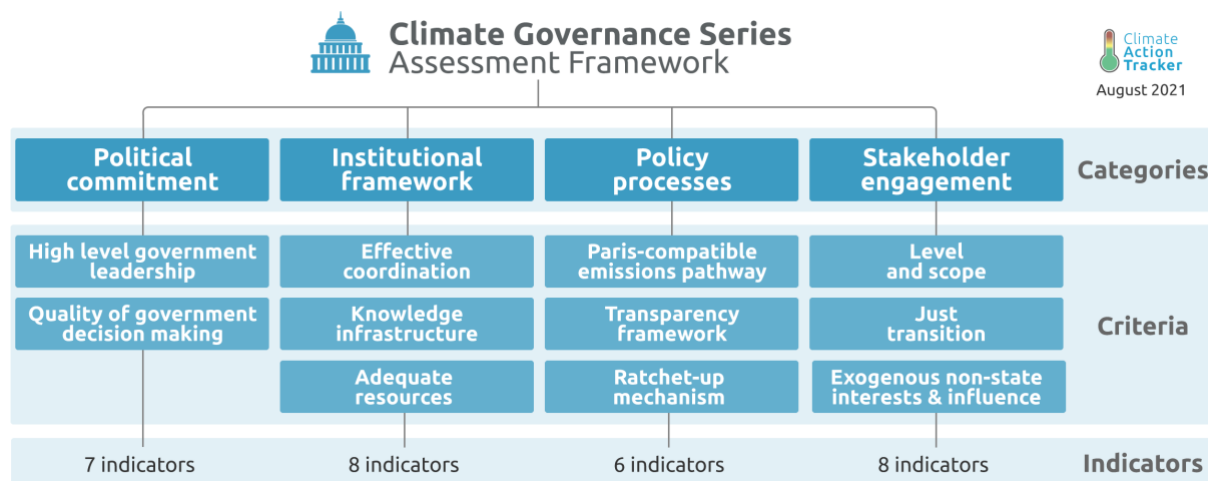 Climate Governance Series
Assessment Framework
Climate
Action
Tracker
August 2021
Political
commitment
Institutional
framework
Policy
processes
Stakeholder
engagement
Categories
High level government
leadership
Effective
coordination
Paris-compatible
emissions pathway
Level
and scope
Quality of government
decision making
Knowledge
infrastructure
Transparency
framework
Just
transition
Criteria
Adequate
resources
Ratchet-up
mechanism
Exogenous non-state
interests & influence
7 indicators
8 indicators
6 indicators
8 indicators
Indicators